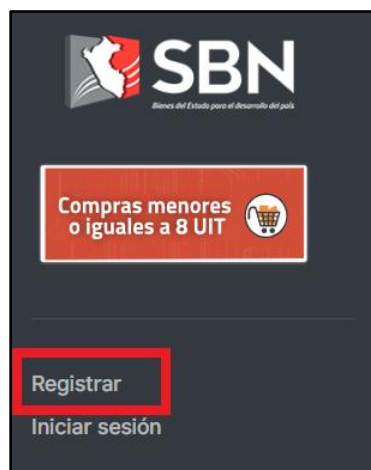 SBN
Bienes del Estado para el desarrollo del país
Compras menores
o iguales a 8 UIT
Registrar
Iniciar sesión